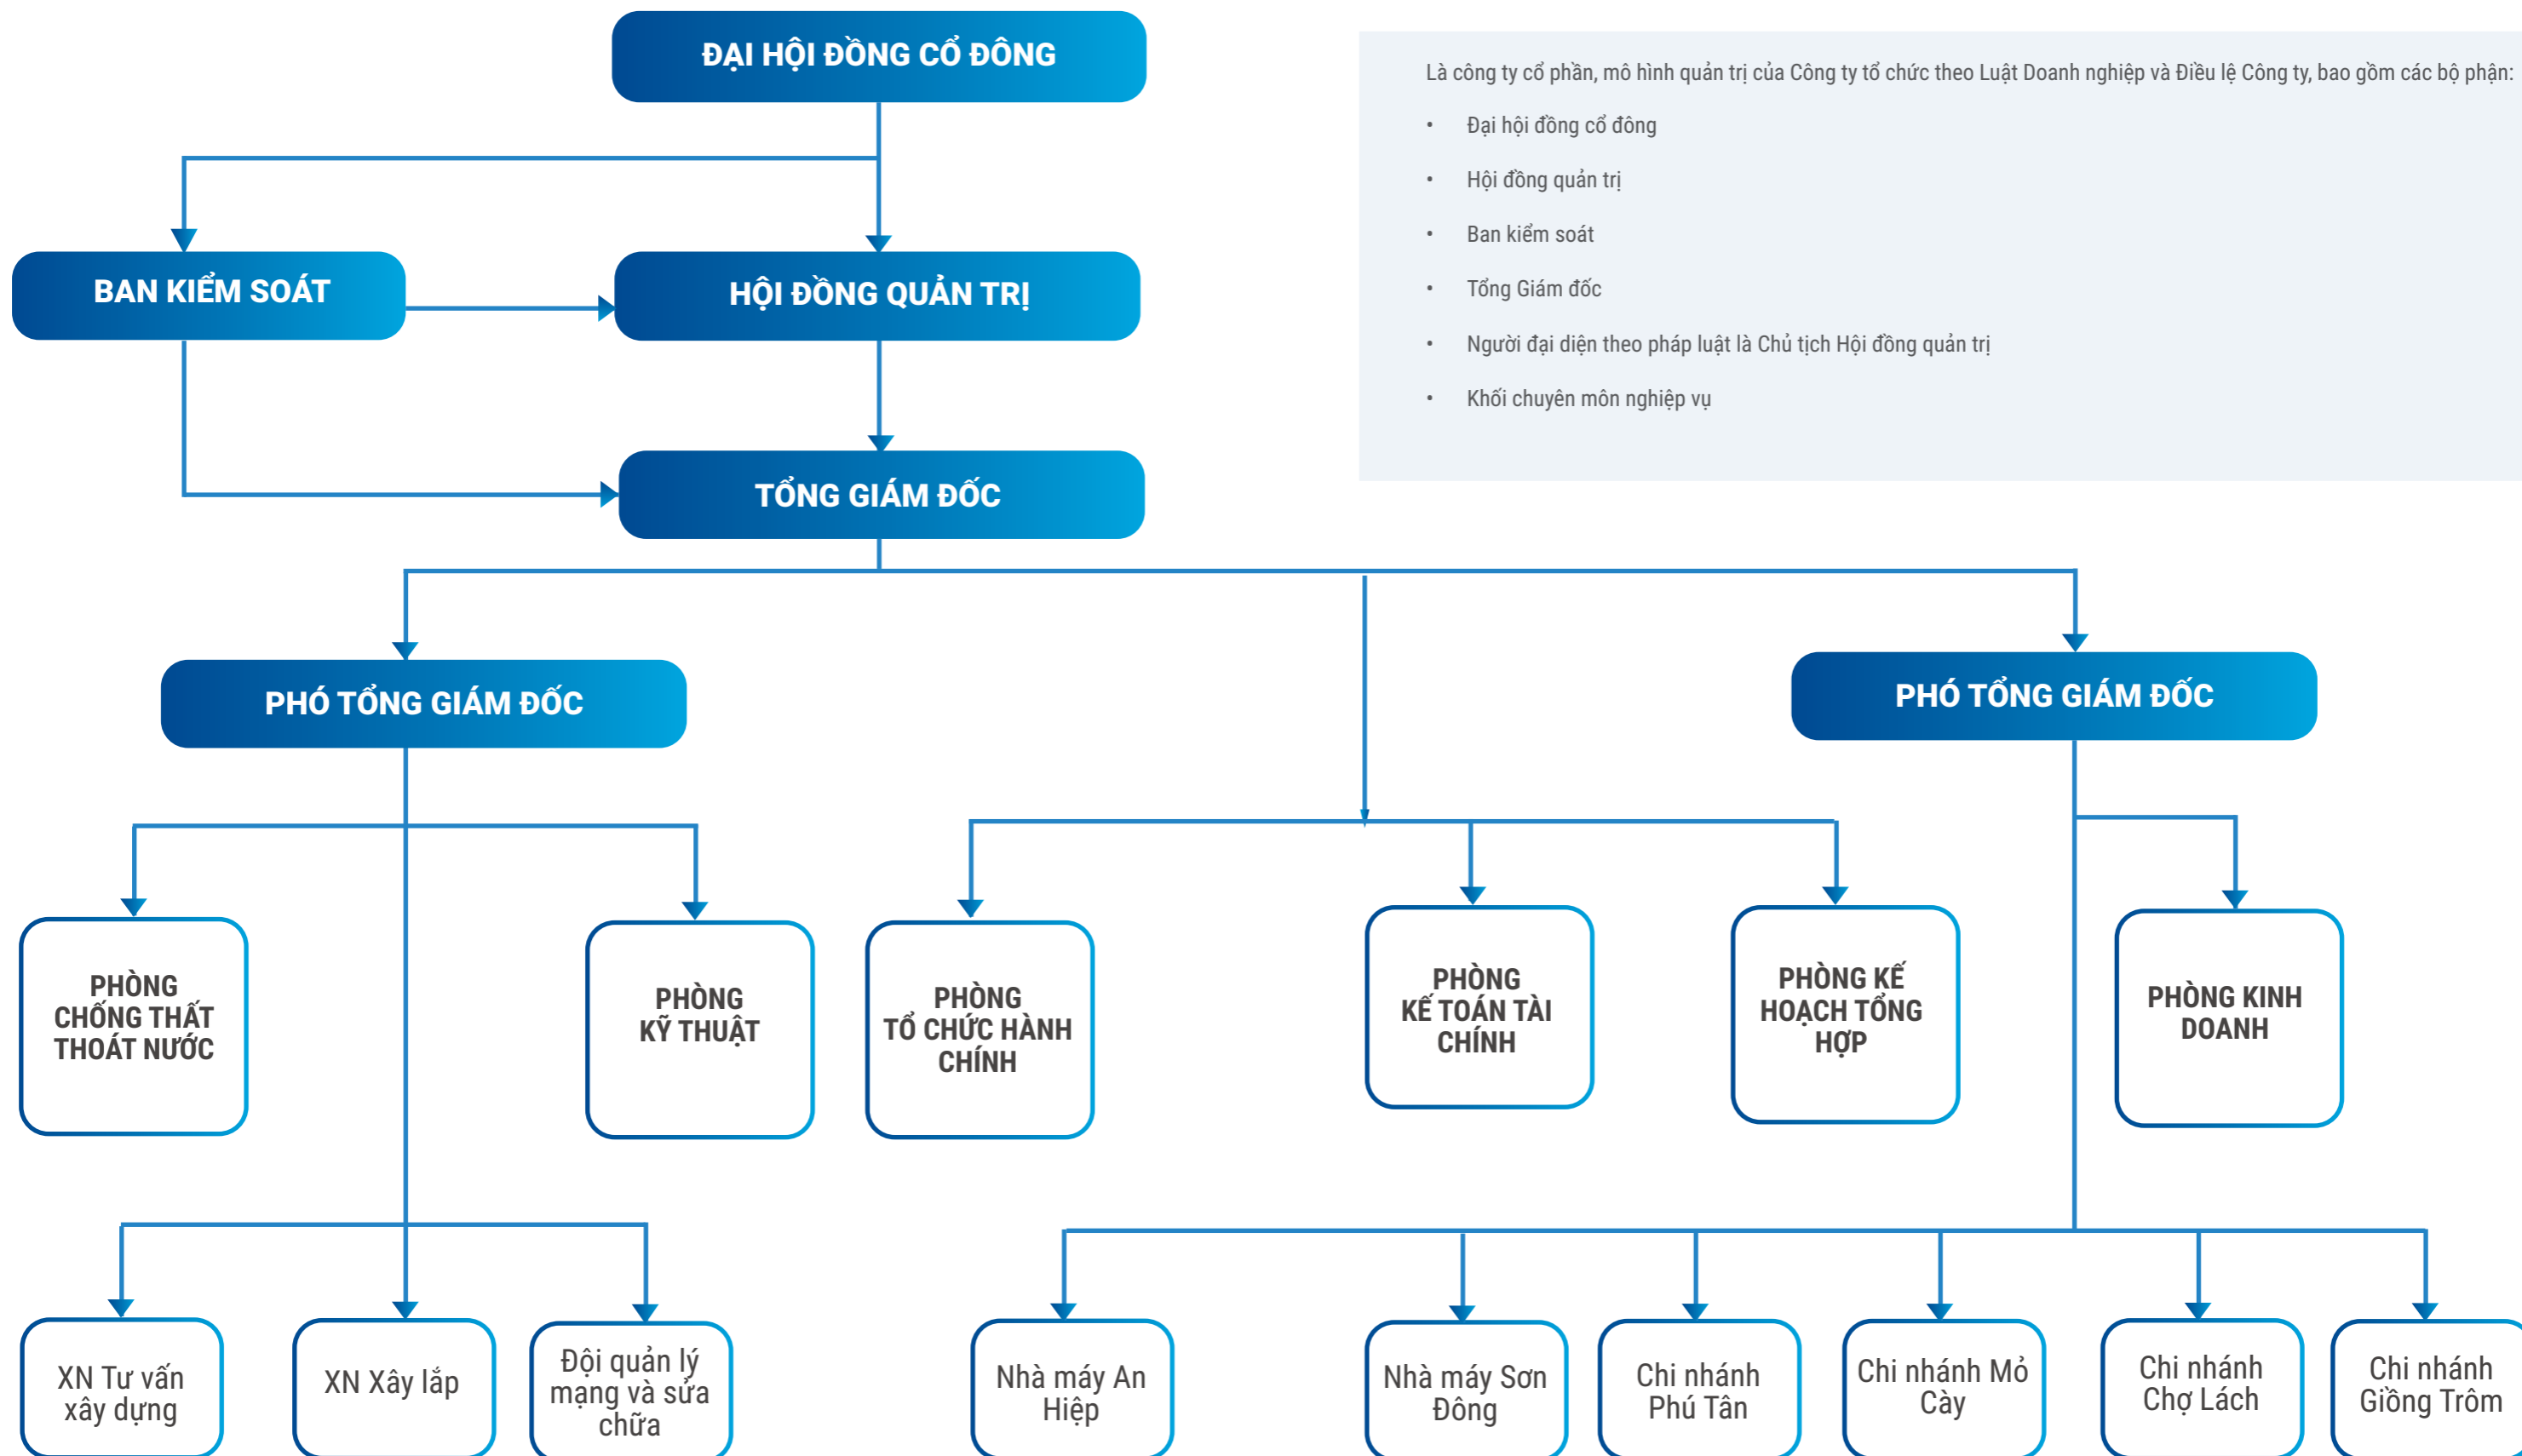 ĐẠI HỘI ĐỒNG CỔ ĐÔNG
Là công ty cổ phần, mô hình quản trị của Công ty tổ chức theo Luật Doanh nghiệp và Điều lệ Công ty, bao gồm các bộ phận:
• Đại hội đồng cổ đông
• Hội đồng quản trị
• Ban kiểm soát
• Tổng Giám đốc
• Người đại diện theo pháp luật là Chủ tịch Hội đồng quản trị
• Khối chuyên môn nghiệp vụ
BAN KIỂM SOÁT
HỘI ĐỒNG QUẢN TRỊ
TỔNG GIÁM ĐỐC
PHÓ TỔNG GIÁM ĐỐC
PHÓ TỔNG GIÁM ĐỐC
PHÒNG
CHỐNG THẤT
THOÁT NƯỚC
PHÒNG
KỸ THUẬT
PHÒNG
TỔ CHỨC HÀNH
CHÍNH
PHÒNG
KẾ TOÁN TÀI
CHÍNH
PHÒNG KẾ
HOẠCH TỔNG
HỢP
PHÒNG KINH
DOANH
XN Tư vấn
xây dựng
XN Xây lắp
Đội quản lý
mạng và sửa
chữa
Nhà máy An
Hiệp
Nhà máy Sơn
Đông
Chi nhánh
Phú Tân
Chi nhánh Mỏ
Cày
Chi nhánh
Chợ Lách
Chi nhánh
Giồng Trôm